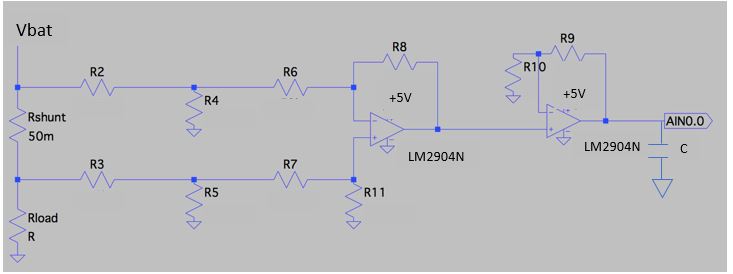 Vbat
R2
R6
R8
R9
R10
+5V
+5V
R4
Rshunt
50m
LM2904N
LM2904N
AIN0.0
C
R3
R7
R5
R11
Rload
R